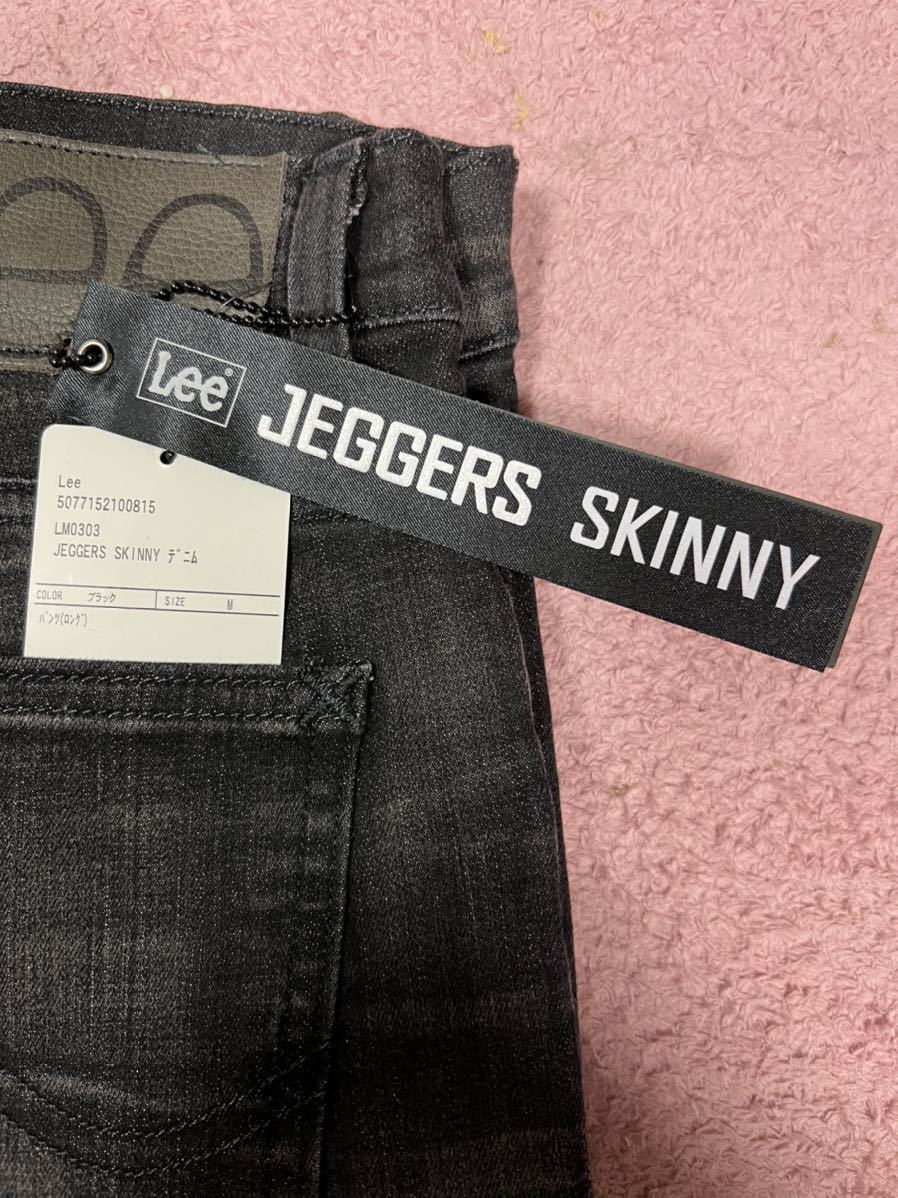 ee
Lee®
JEGGERS SKINNY
Lee
5077152100815
LM0303
JEGGERS SKINNY ﾃﾞﾆﾑ
COLOR ブラック SIZE M
ﾊﾟﾝﾂ(ﾛﾝｸﾞ)